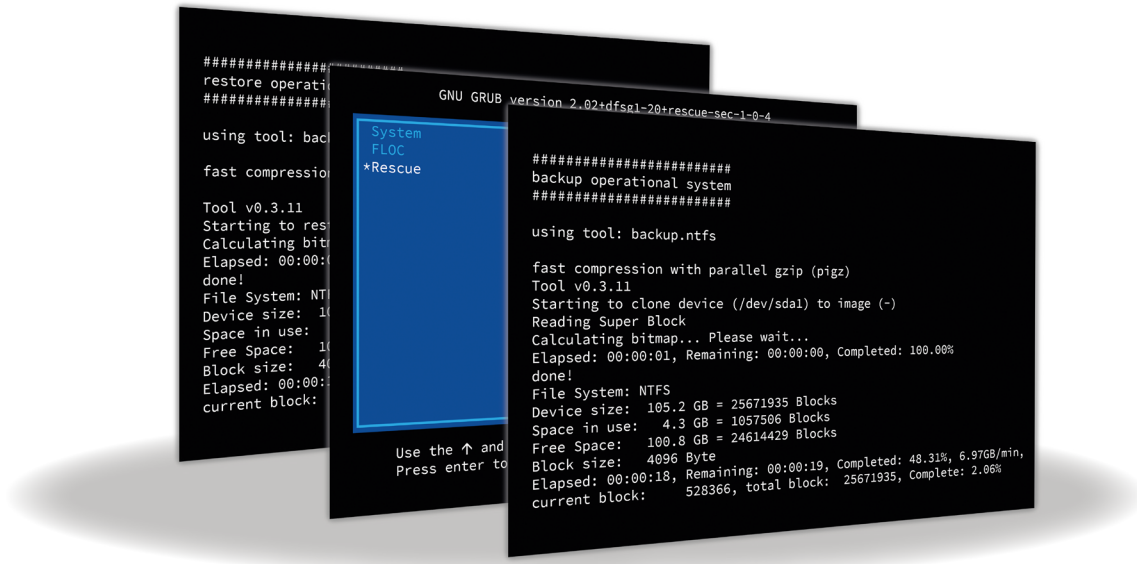 #########################
restore operati
###############
using tool: bac
fast compressio
Tool v0.3.11
Starting to res
Calculating bit
Elapsed: 00:00:
done!
File System: NT
Device size: 10
Space in use:
Free Space: 10
Block size: 40
Elapsed: 00:00:
current block:
GNU GRUB version 2.02+dfsg1-20+rescue-sec-1-0-4
System
FLOC
*Rescue
Use the ↑ and
Press enter to
#########################
backup operational system
#########################
using tool: backup.ntfs
fast compression with parallel gzip (pigz)
Tool v0.3.11
Starting to clone device (/dev/sda1) to image (-)
Reading Super Block
Calculating bitmap... Please wait...
Elapsed: 00:00:01, Remaining: 00:00:00, Completed: 100.00%
done!
File System: NTFS
Device size: 105.2 GB = 25671935 Blocks
Space in use: 4.3 GB = 1057506 Blocks
Free Space: 100.8 GB = 24614429 Blocks
Block size: 4096 Byte
Elapsed: 00:00:18, Remaining: 00:00:19, Completed: 48.31%, 6.97GB/min,
current block: 528366, total block: 25671935, Complete: 2.06%